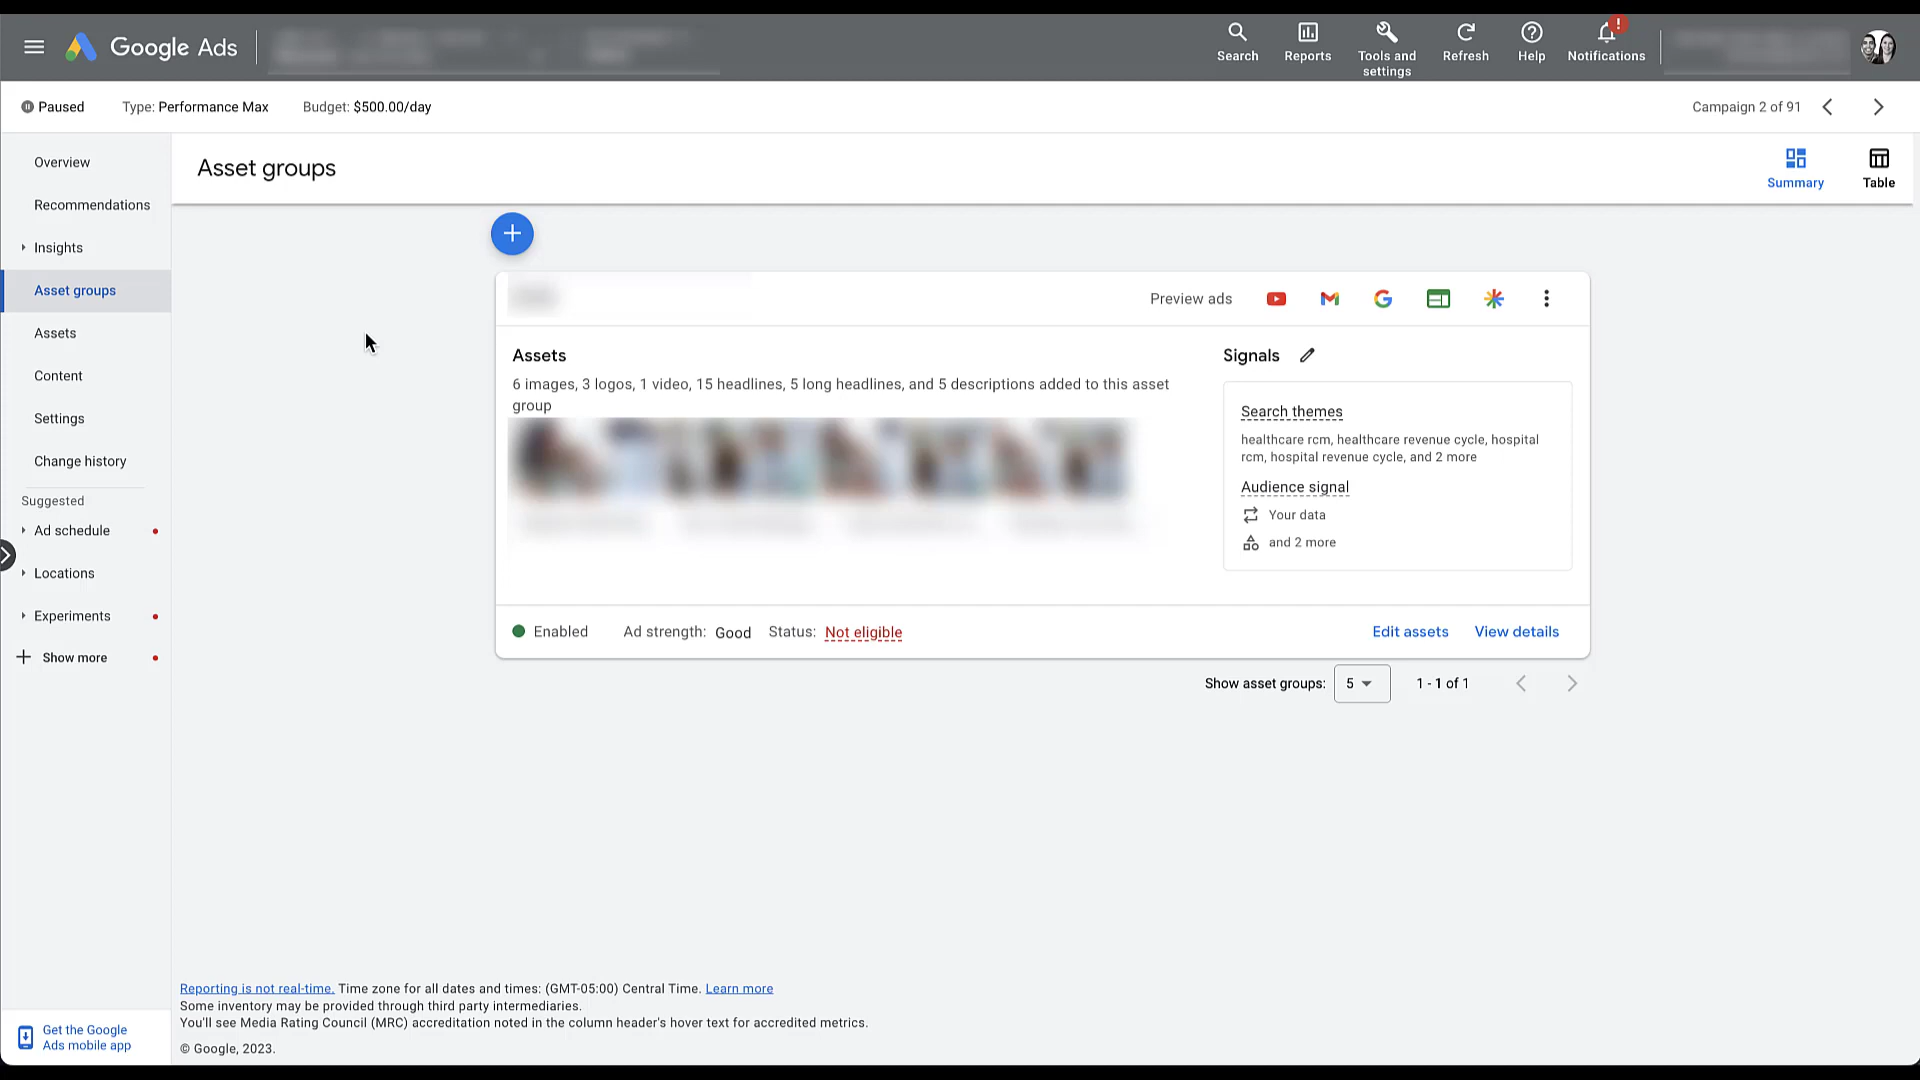 Google Ads
Search
Reports
Tools and
settings
Refresh
Help
!
Notifications
Paused
Type: Performance Max
Budget: $500.00/day
Campaign 2 of 91
Overview
Recommendations
Insights
Asset groups
Assets
Content
Settings
Change history
Suggested
Ad schedule
Locations
Experiments
Show more
Get the Google
Ads mobile app
Asset groups
Summary
Table
Preview ads
Assets
6 images, 3 logos, 1 video, 15 headlines, 5 long headlines, and 5 descriptions added to this asset
group
Signals
Search themes
healthcare rcm, healthcare revenue cycle, hospital
rcm, hospital revenue cycle, and 2 more
Audience signal
Your data
and 2 more
Enabled
Ad strength: Good
Status: Not eligible
Edit assets
View details
Show asset groups: 5
1 - 1 of 1
Reporting is not real-time. Time zone for all dates and times: (GMT-05:00) Central Time. Learn more
Some inventory may be provided through third party intermediaries.
You'll see Media Rating Council (MRC) accreditation noted in the column header's hover text for accredited metrics.
© Google, 2023.